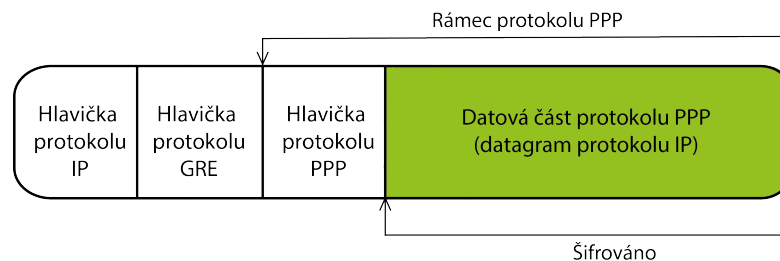 Rámec protokolu PPP
Hlavička
protokolu
IP
Hlavička
protokolu
GRE
Hlavička
protokolu
PPP
Datová část protokolu PPP
(datagram protokolu IP)
Šifrováno